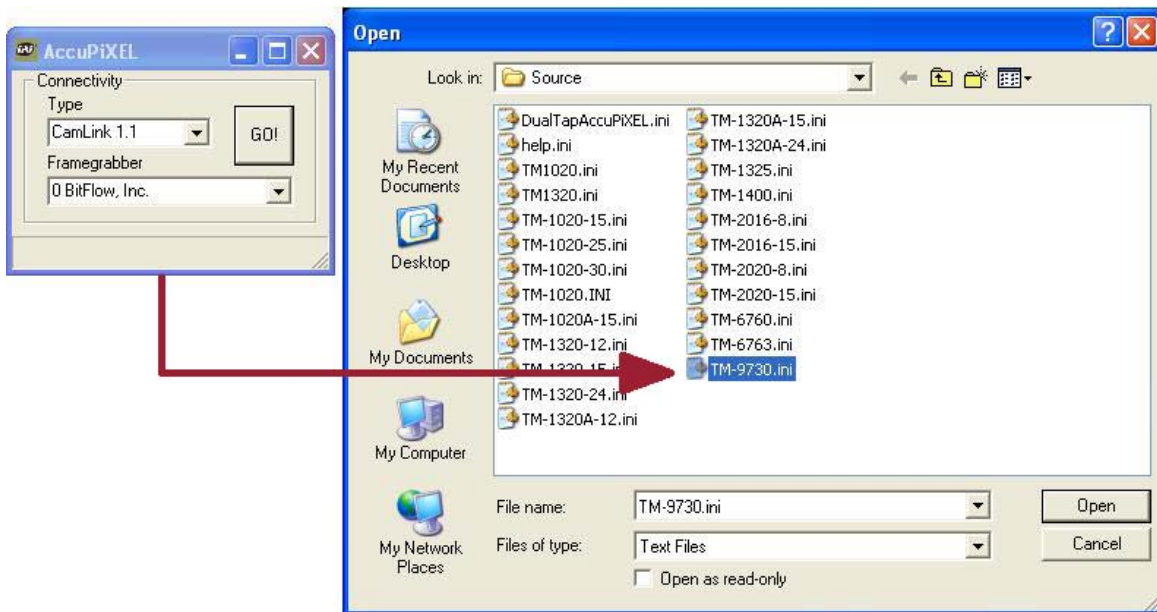 AccuPiXEL
Connectivity
Type
CamLink 1.1
GO!
Framegrabber
0 BitFlow, Inc.
Open
Look in:
Source
My Recent
Documents
Desktop
My Documents
My Computer
My Network
Places
DualTapAccuPiXEL.ini
help.ini
TM1020.ini
TM1320.ini
TM-1020-15.ini
TM-1020-25.ini
TM-1020-30.ini
TM-1020.INI
TM-1020A-15.ini
TM-1320-12.ini
TM-1320-15.ini
TM-1320-24.ini
TM-1320A-12.ini
TM-1320A-15.ini
TM-1320A-24.ini
TM-1325.ini
TM-1400.ini
TM-2016-8.ini
TM-2016-15.ini
TM-2020-8.ini
TM-2020-15.ini
TM-6760.ini
TM-6763.ini
TM-9730.ini
File name:
TM-9730.ini
Open
Files of type:
Text Files
Cancel
Open as read-only